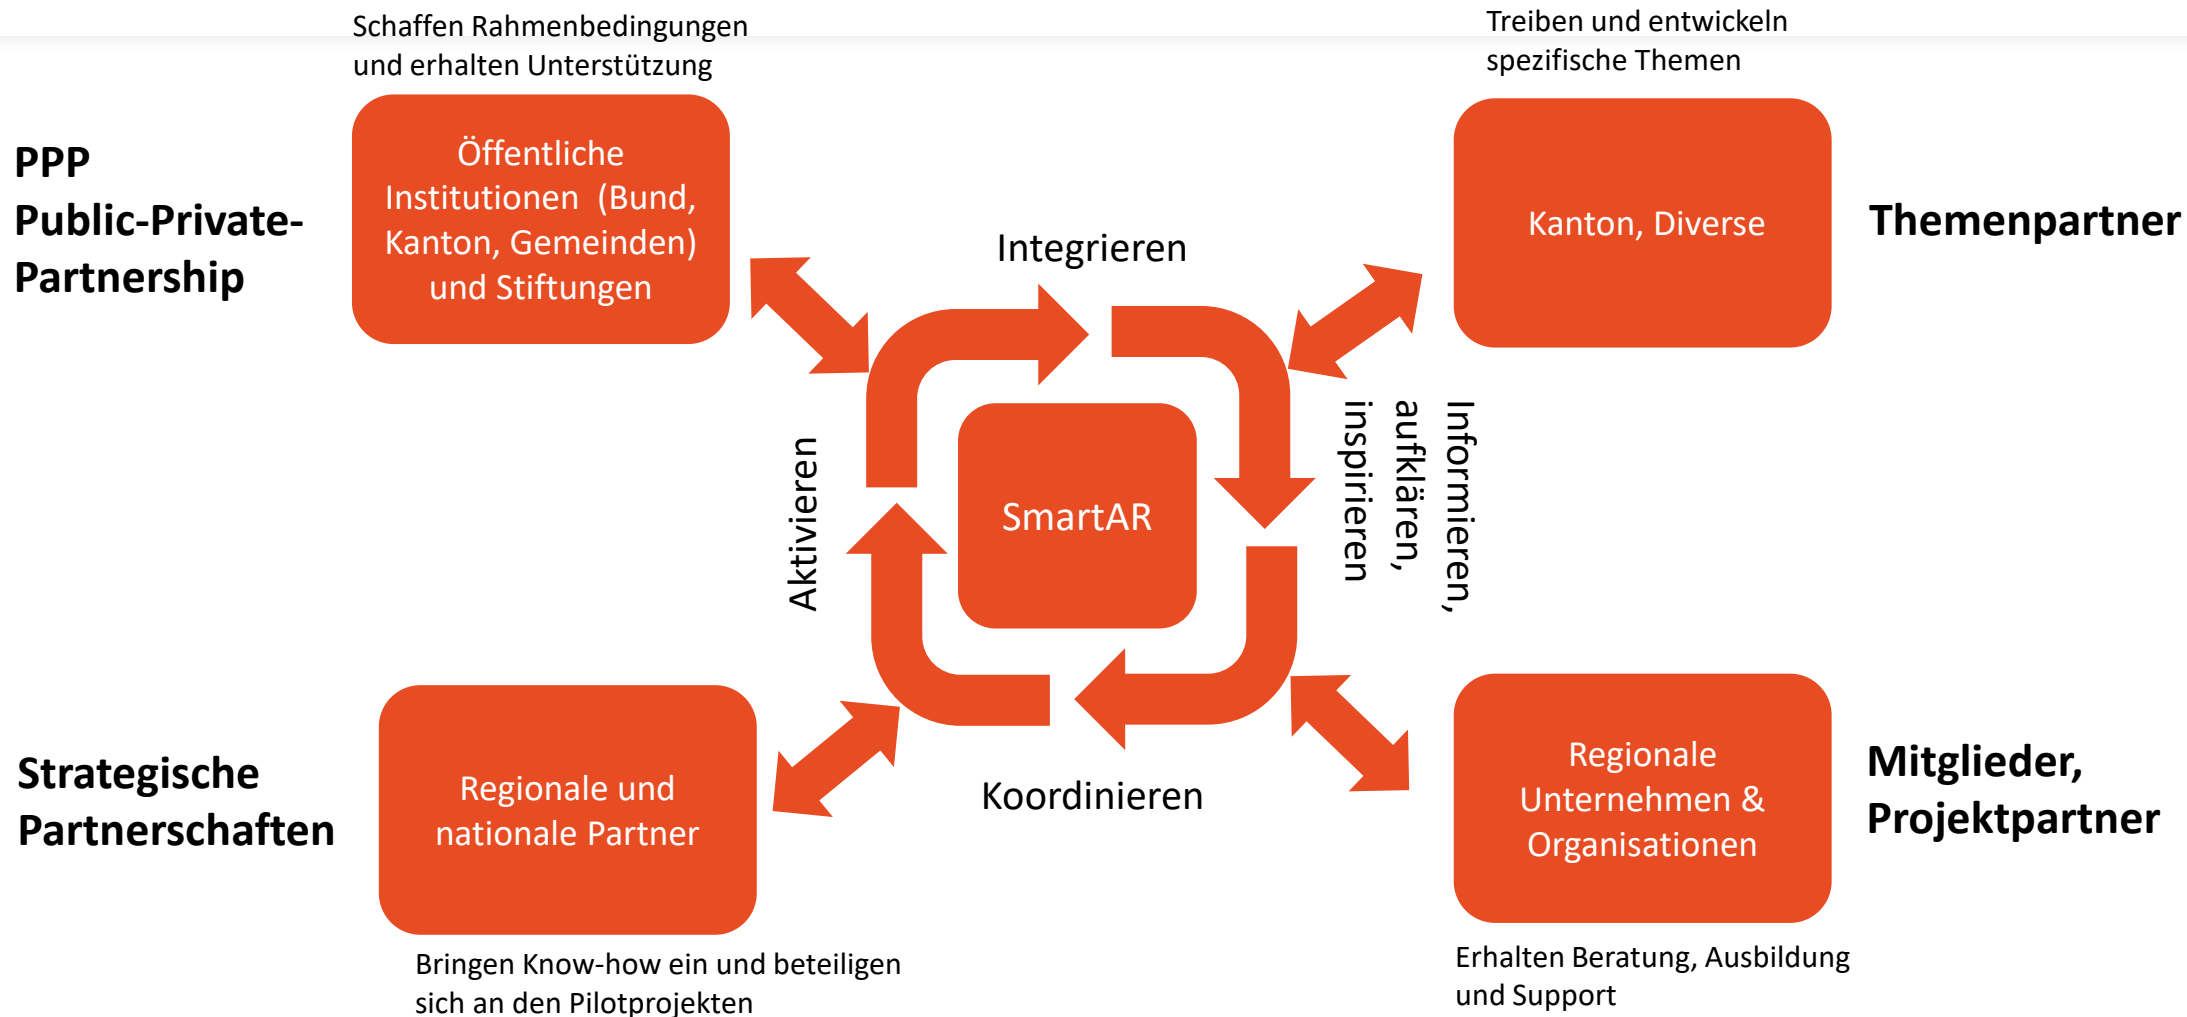 Schaffen Rahmenbedingungen
und erhalten Unterstützung
Treiben und entwickeln
spezifische Themen
PPP
Public-Private-
Partnership
Öffentliche
Institutionen (Bund,
Kanton, Gemeinden)
und Stiftungen
Kanton, Diverse
Themenpartner
Integrieren
Aktivieren
SmartAR
Informieren,
aufklären,
inspirieren
Koordinieren
Strategische
Partnerschaften
Regionale und
nationale Partner
Regionale
Unternehmen &
Organisationen
Mitglieder,
Projektpartner
Bringen Know-how ein und beteiligen
sich an den Pilotprojekten
Erhalten Beratung, Ausbildung
und Support